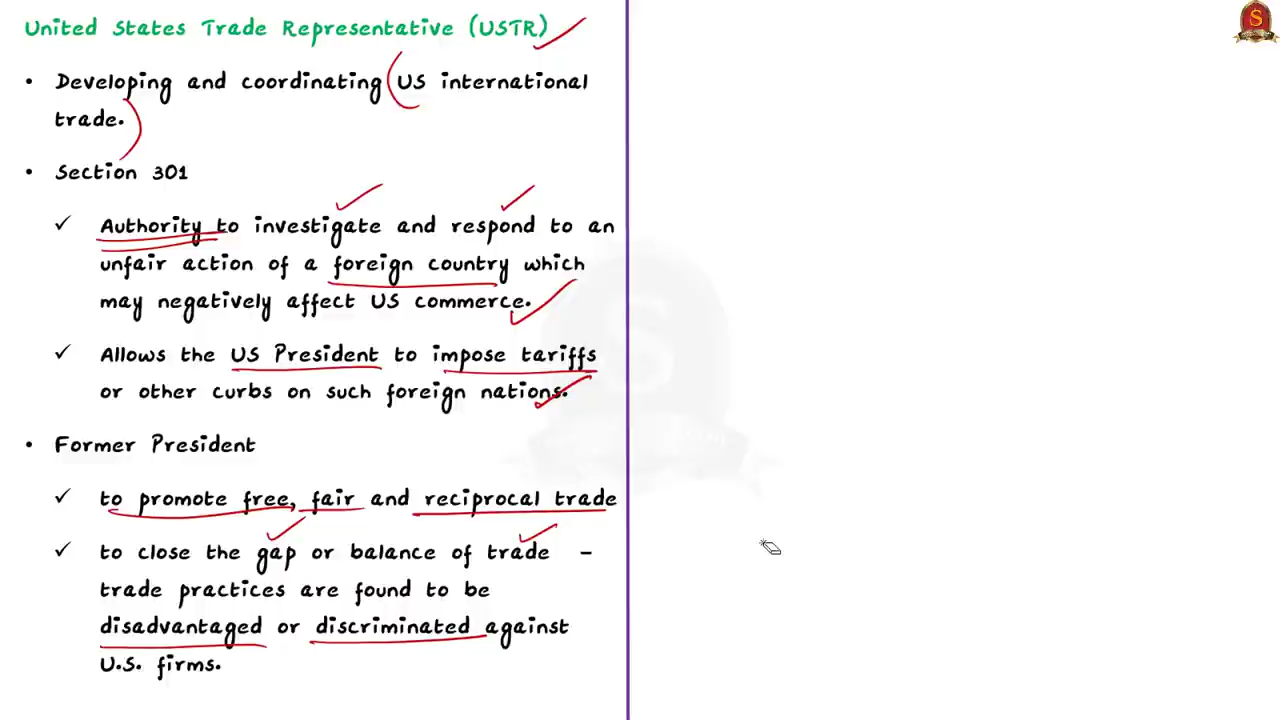 United States Trade Representative (USTR)
• Developing and coordinating US international
trade.
• Section 301
✓ Authority to investigate and respond to an
unfair action of a foreign country which
may negatively affect US commerce.
✓ Allows the US President to impose tariffs
or other curbs on such foreign nations.
• Former President
✓ to promote free, fair and reciprocal trade
✓ to close the gap or balance of trade –
trade practices are found to be
disadvantaged or discriminated against
U.S. firms.
S